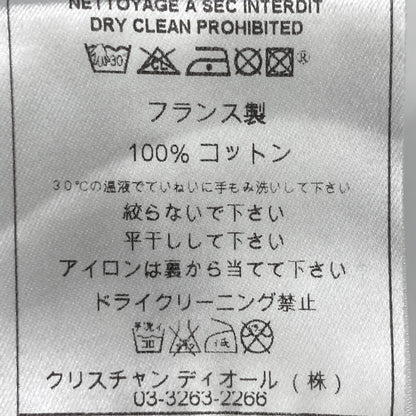 NETTOYAGE A SEC INTERDIT
DRY CLEAN PROHIBITED
CL ®
フランス製
100% コットン
30℃の温液でていねいに手もみ洗いして下さい
絞らないで下さい
平干しして下さい
アイロンは裏から当てて下さい
ドライクリーニング禁止
手洗イ
クリスチャン ディオール (株)
03-3263-2266